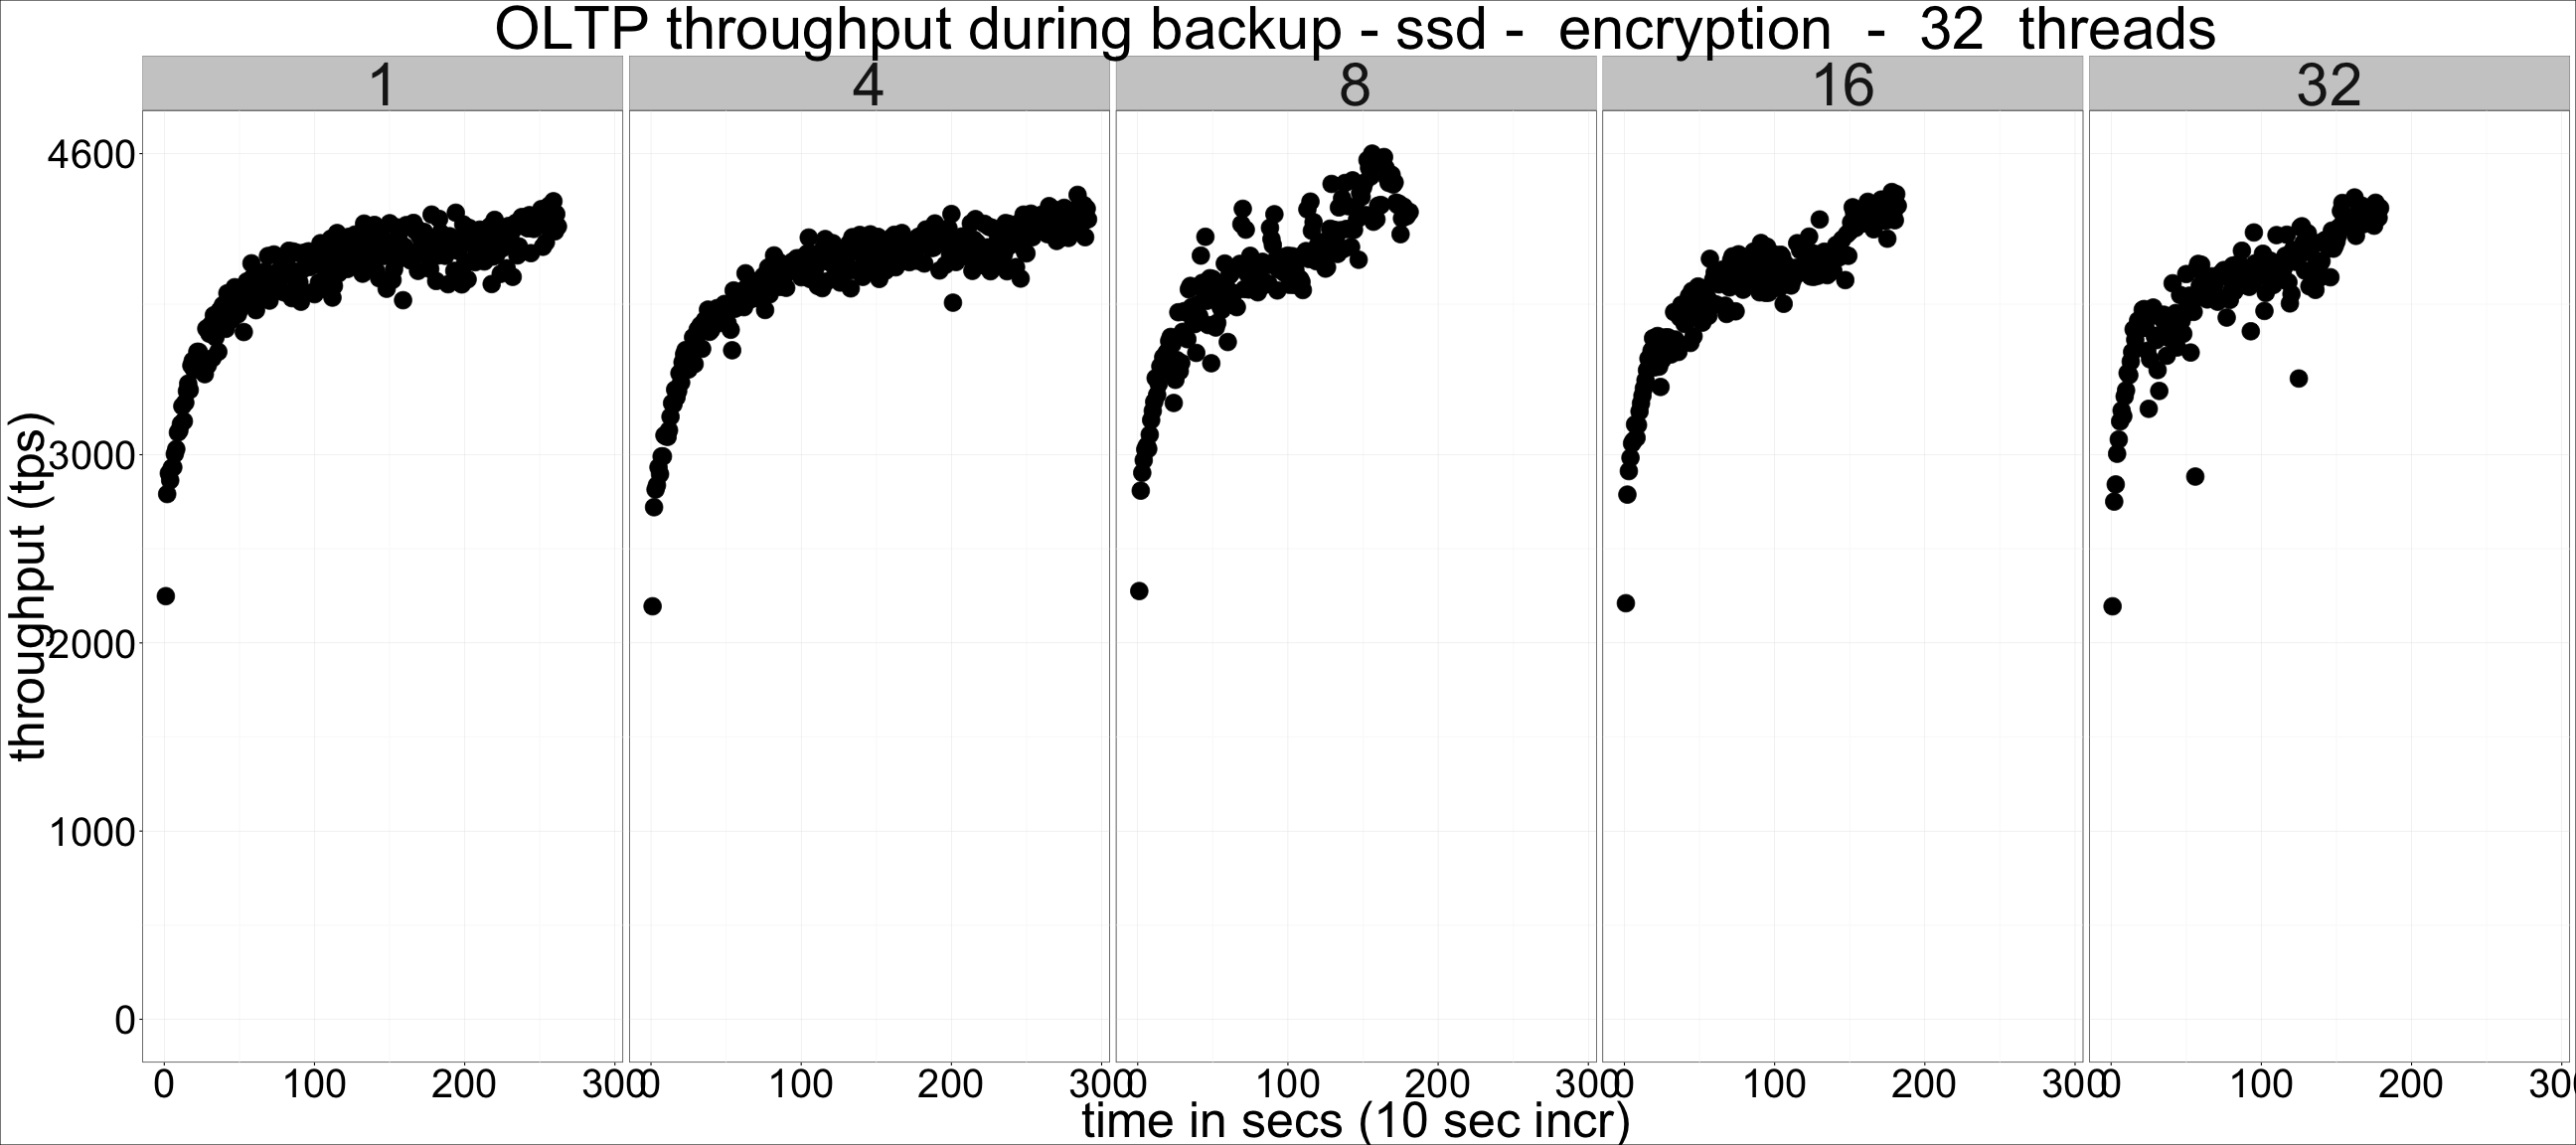 OLTP throughput during backup - ssd -  encryption  -  32  threads
1 4 8 16 32
throughput (tps)
4600
3000
2000
1000
0
0 100 200 300 0 100 200 300 0 100 200 300 0 100 200 300 0 100 200 300
time in secs (10 sec incr)